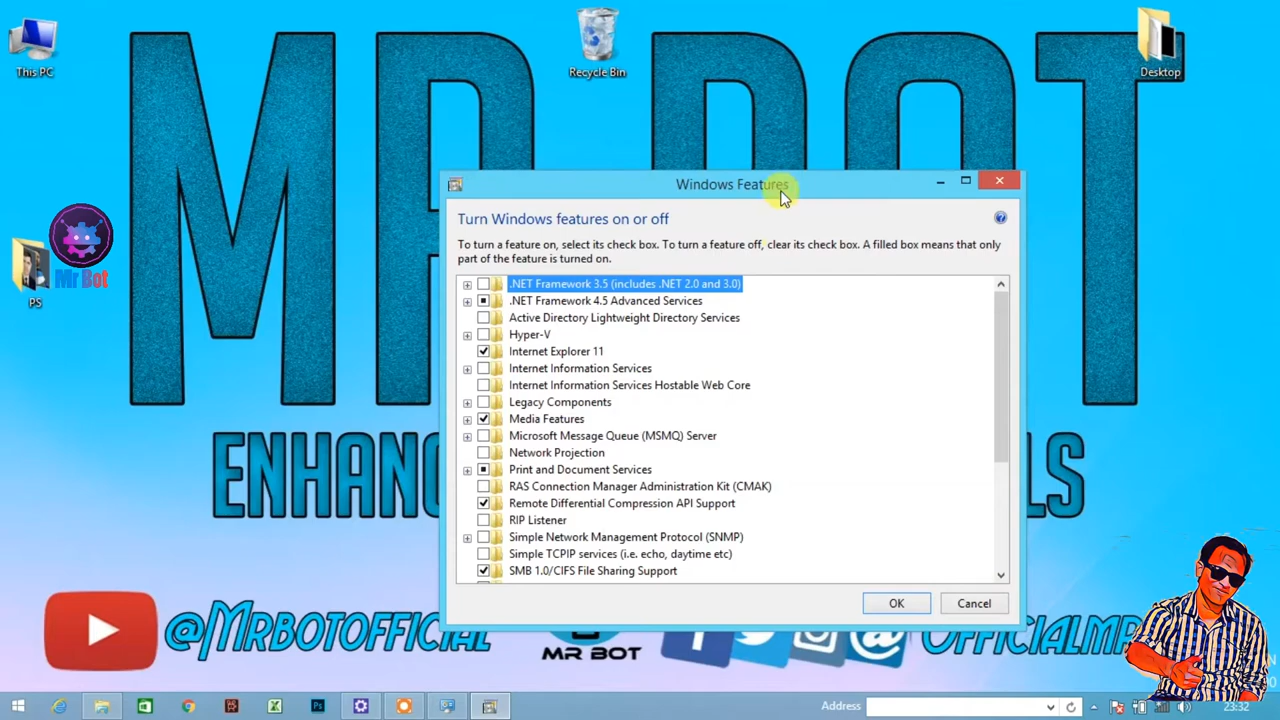 MR BOT
This PC
Recycle Bin
Desktop
Mr Bot
PS
Windows Features
Turn Windows features on or off
To turn a feature on, select its check box. To turn a feature off, clear its check box. A filled box means that only
part of the feature is turned on.
.NET Framework 3.5 (includes .NET 2.0 and 3.0)
.NET Framework 4.5 Advanced Services
Active Directory Lightweight Directory Services
Hyper-V
Internet Explorer 11
Internet Information Services
Internet Information Services Hostable Web Core
Legacy Components
Media Features
Microsoft Message Queue (MSMQ) Server
Network Projection
Print and Document Services
RAS Connection Manager Administration Kit (CMAK)
Remote Differential Compression API Support
RIP Listener
Simple Network Management Protocol (SNMP)
Simple TCPIP services (i.e. echo, daytime etc)
SMB 1.0/CIFS File Sharing Support
OK
Cancel
@MRBOTOFFICIAL
MR BOT
Address
23:32